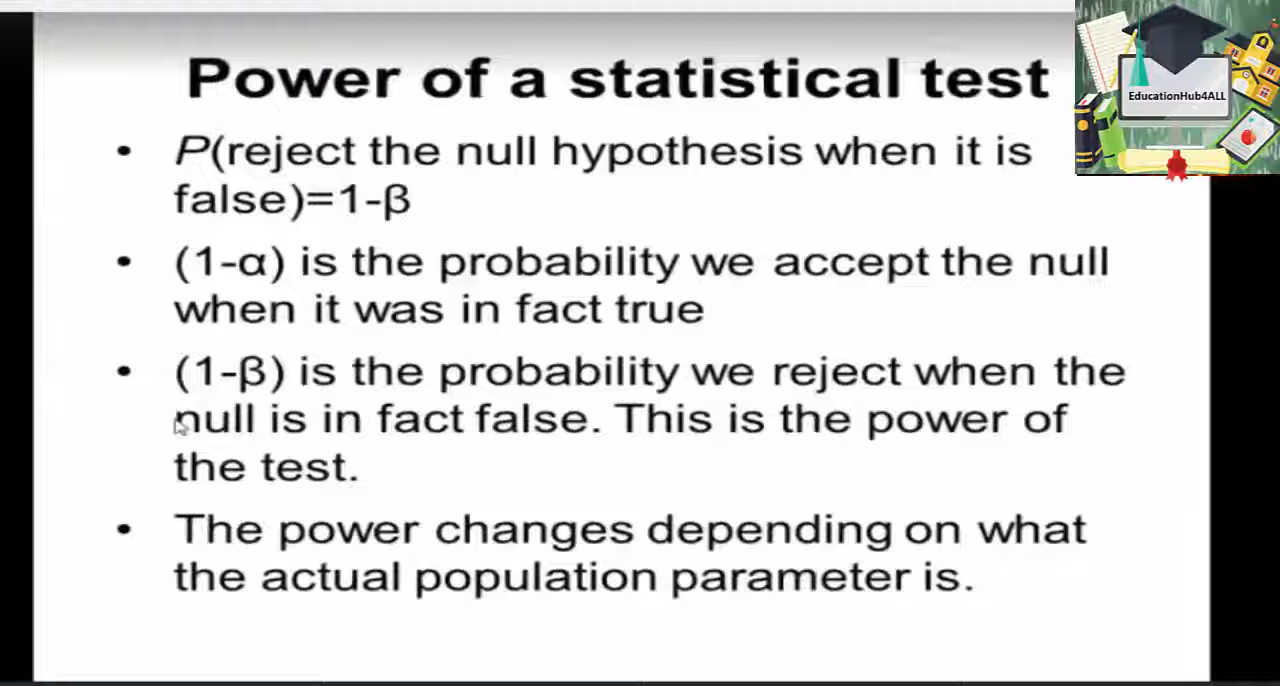 Power of a statistical test
EducationHub4ALL
• P(reject the null hypothesis when it is
false)=1-β
• (1-α) is the probability we accept the null
when it was in fact true
• (1-β) is the probability we reject when the
null is in fact false. This is the power of
the test.
• The power changes depending on what
the actual population parameter is.